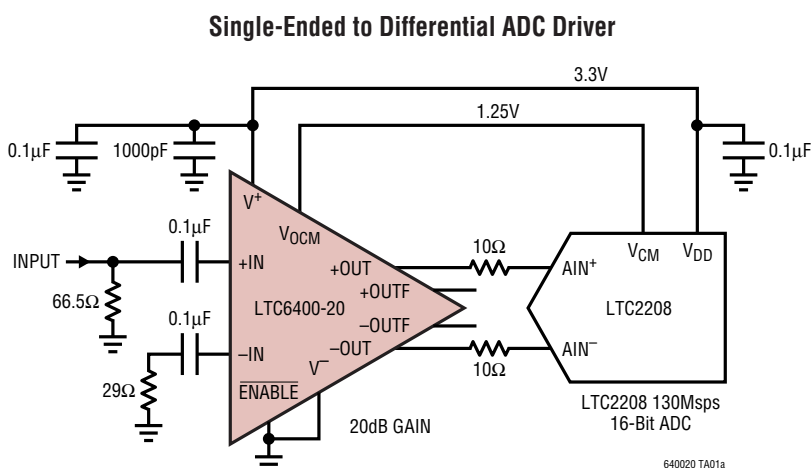 Single-Ended to Differential ADC Driver
3.3V
1.25V
0.1µF
1000pF
0.1µF
V+
VOCM
VCM
VDD
0.1µF
INPUT
+IN
+OUT
10Ω
AIN+
+OUTF
66.5Ω
LTC6400-20
LTC2208
0.1µF
–OUTF
–IN
–OUT
AIN–
V–
10Ω
29Ω
ENABLE
20dB GAIN
LTC2208 130Msps
16-Bit ADC
640020 TA01a